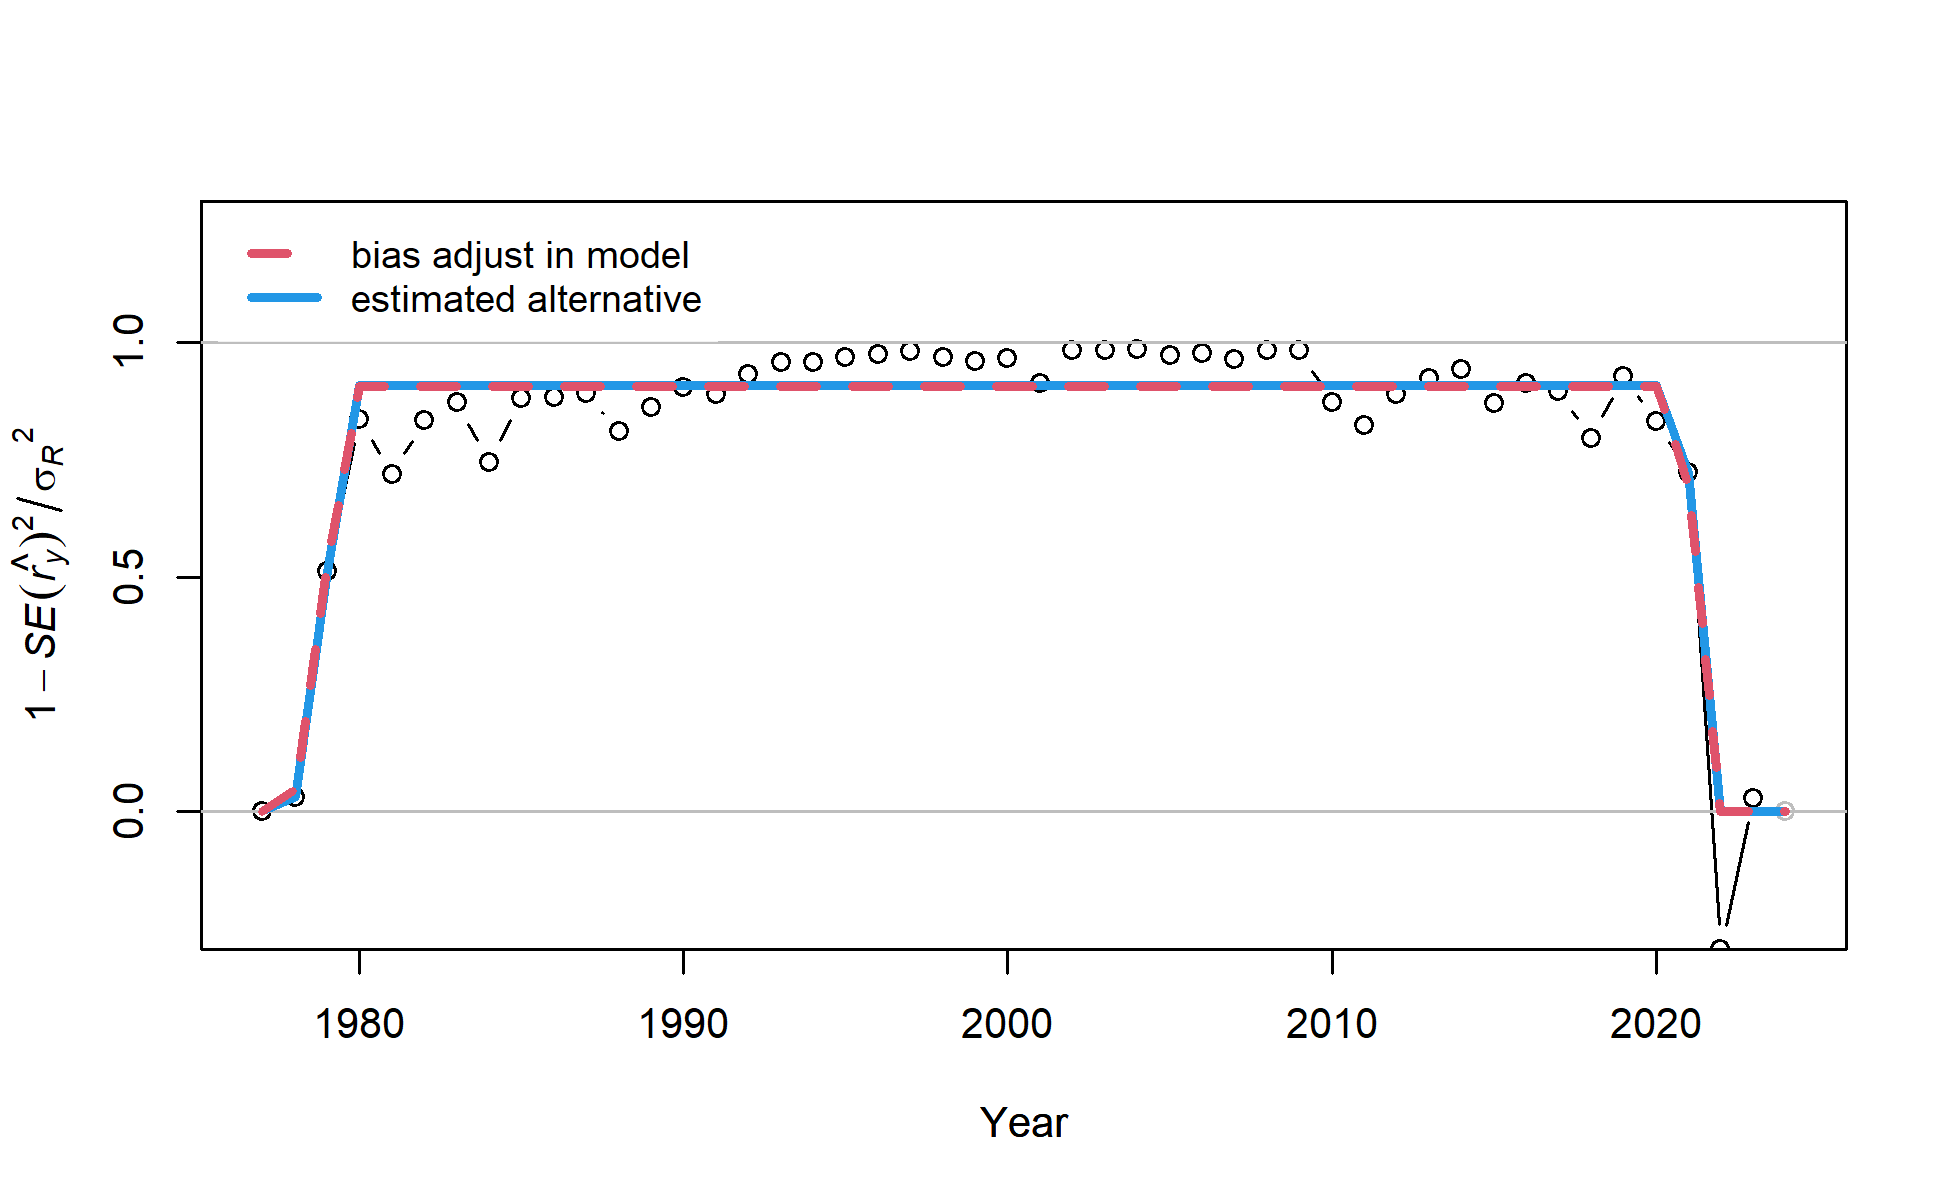 bias adjust in model
estimated alternative
1 − SE(r̂y)²/σR²
1.0
0.5
0.0
1980 1990 2000 2010 2020
Year